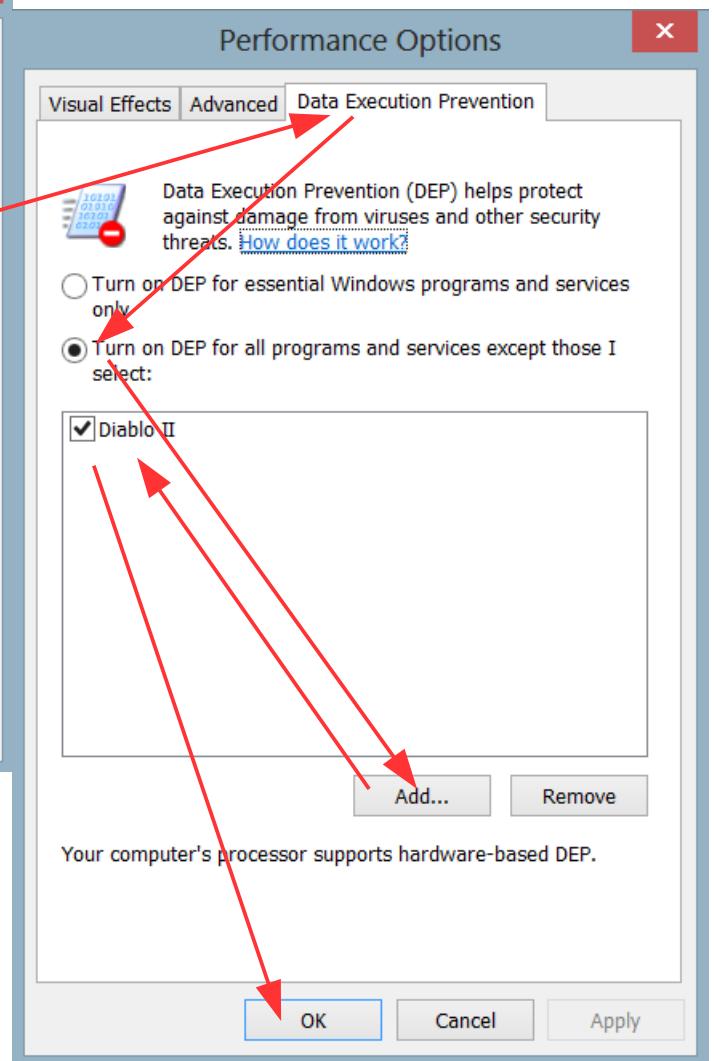 Performance Options
Visual Effects
Advanced
Data Execution Prevention
Data Execution Prevention (DEP) helps protect
against damage from viruses and other security
threats. How does it work?
Turn on DEP for essential Windows programs and services
only
Turn on DEP for all programs and services except those I
select:
Diablo II
Add...
Remove
Your computer's processor supports hardware-based DEP.
OK
Cancel
Apply